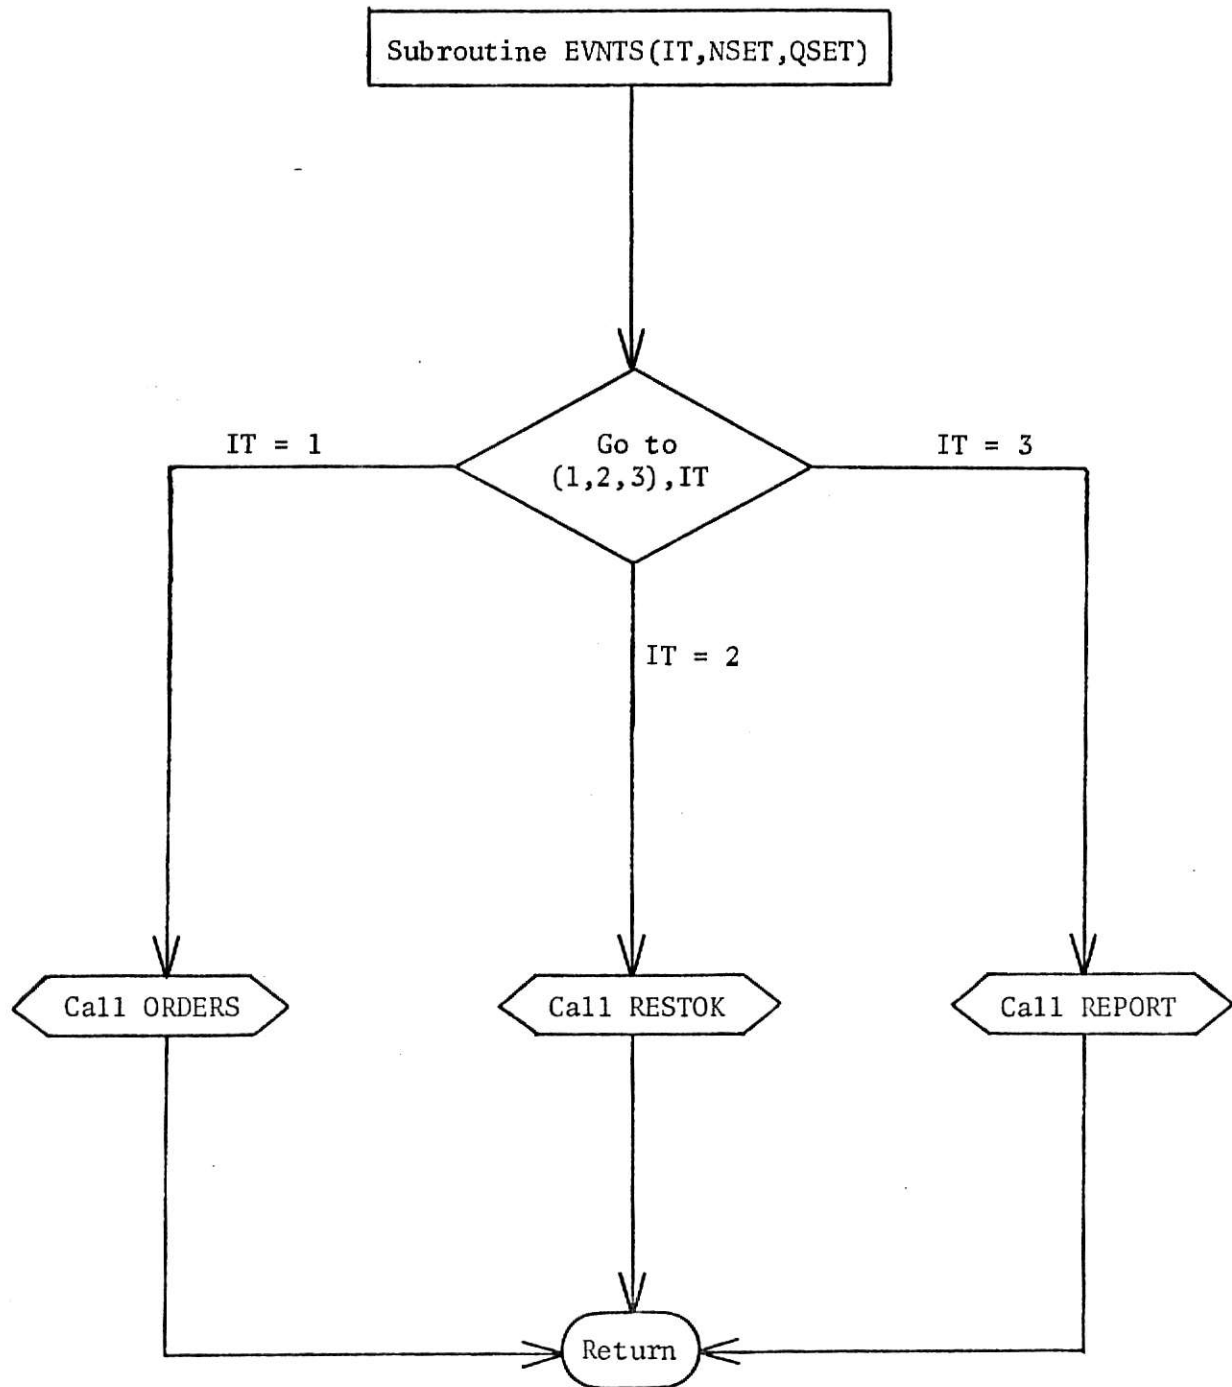 Subroutine EVNTS(IT,NSET,QSET)
Go to
(1,2,3),IT
IT = 1
IT = 3
IT = 2
Call ORDERS
Call RESTOK
Call REPORT
Return